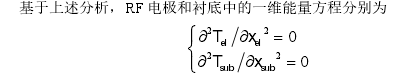 基于上述分析，RF 电极和衬底中的一维能量方程分别为
∂²T_el/∂x_el² = 0
∂²T_sub/∂x_sub² = 0